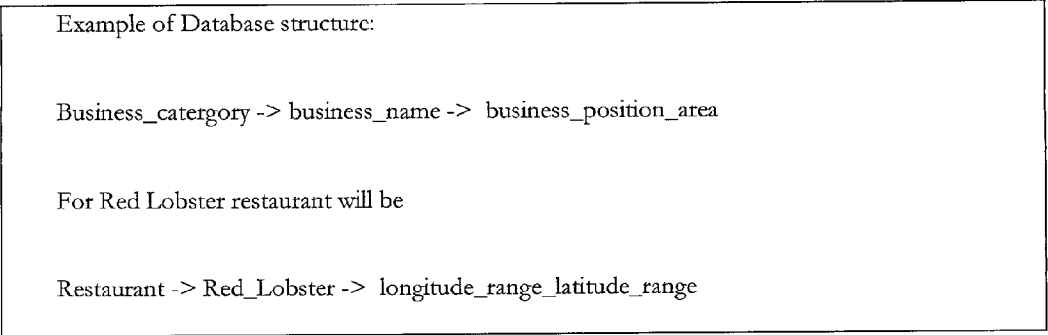 Example of Database structure:
Business_catergory -> business_name -> business_position_area
For Red Lobster restaurant will be
Restaurant -> Red_Lobster -> longitude_range_latitude_range